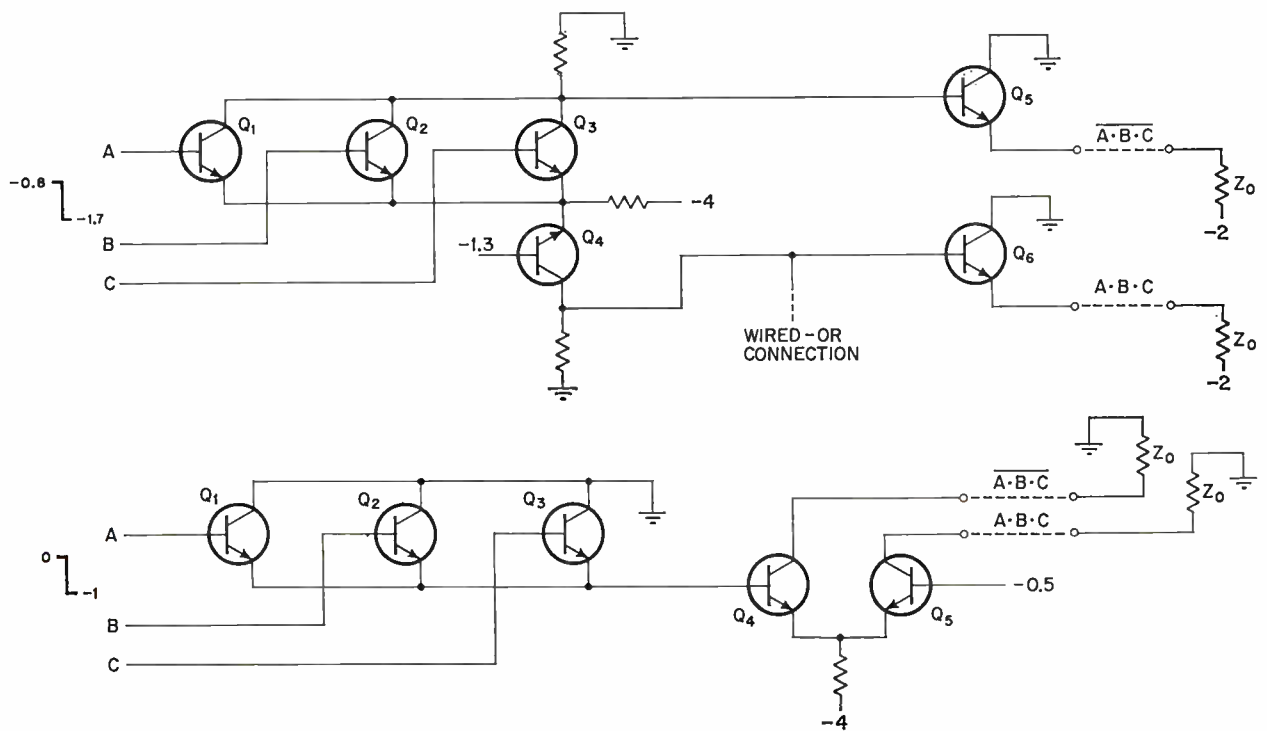 Q1
Q2
Q3
Q5
A
A·B·C
Z0
-2
-0.8
-1.7
-4
B
-1.3
Q4
Q6
C
A·B·C
WIRED-OR
CONNECTION
Z0
-2
Q1
Q2
Q3
A·B·C
Z0
Z0
A
A·B·C
0
-1
-0.5
B
Q4
Q5
C
-4